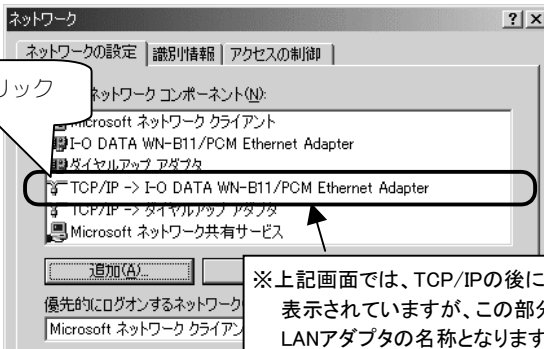 ネットワーク
ネットワークの設定 識別情報 アクセスの制御
リック
ネットワーク コンポーネント(N):
Microsoft ネットワーク クライアント
I-O DATA WN-B11/PCM Ethernet Adapter
ダイヤルアップ アダプタ
TCP/IP -> I-O DATA WN-B11/PCM Ethernet Adapter
TCP/IP -> ダイヤルアップ アダプタ
Microsoft ネットワーク共有サービス
追加(A)...
優先的にログオンするネットワーク
Microsoft ネットワーク クライアン
※上記画面では、TCP/IPの後に
表示されていますが、この部分
LANアダプタの名称となります